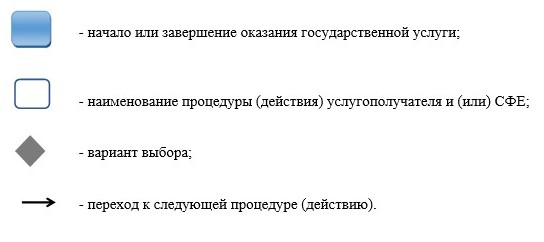 - начало или завершение оказания государственной услуги;
- наименование процедуры (действия) услугополучателя и (или) СФЕ;
- вариант выбора;
- переход к следующей процедуре (действию).